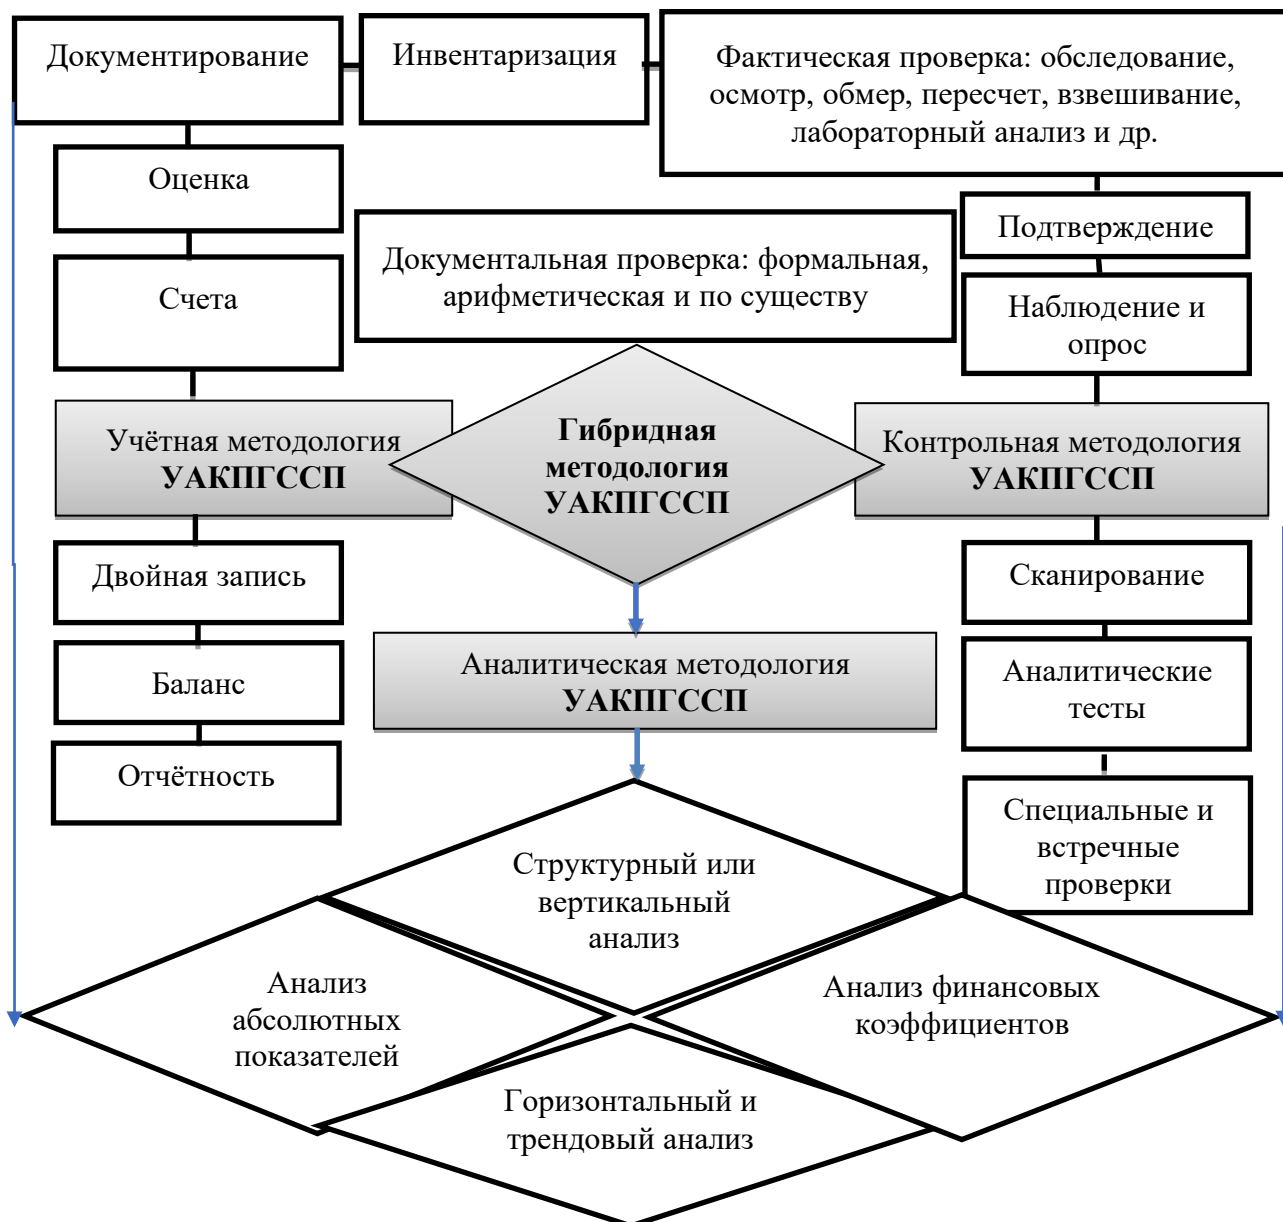 Документирование
Инвентаризация
Фактическая проверка: обследование,
осмотр, обмер, пересчет, взвешивание,
лабораторный анализ и др.
Оценка
Подтверждение
Документальная проверка: формальная,
арифметическая и по существу
Счета
Наблюдение и
опрос
Учётная методология
УАКПГССП
Гибридная
методология
УАКПГССП
Контрольная методология
УАКПГССП
Двойная запись
Сканирование
Аналитическая методология
УАКПГССП
Баланс
Аналитические
тесты
Отчётность
Специальные и
встречные
проверки
Структурный или
вертикальный
анализ
Анализ
абсолютных
показателей
Анализ финансовых
коэффициентов
Горизонтальный и
трендовый анализ